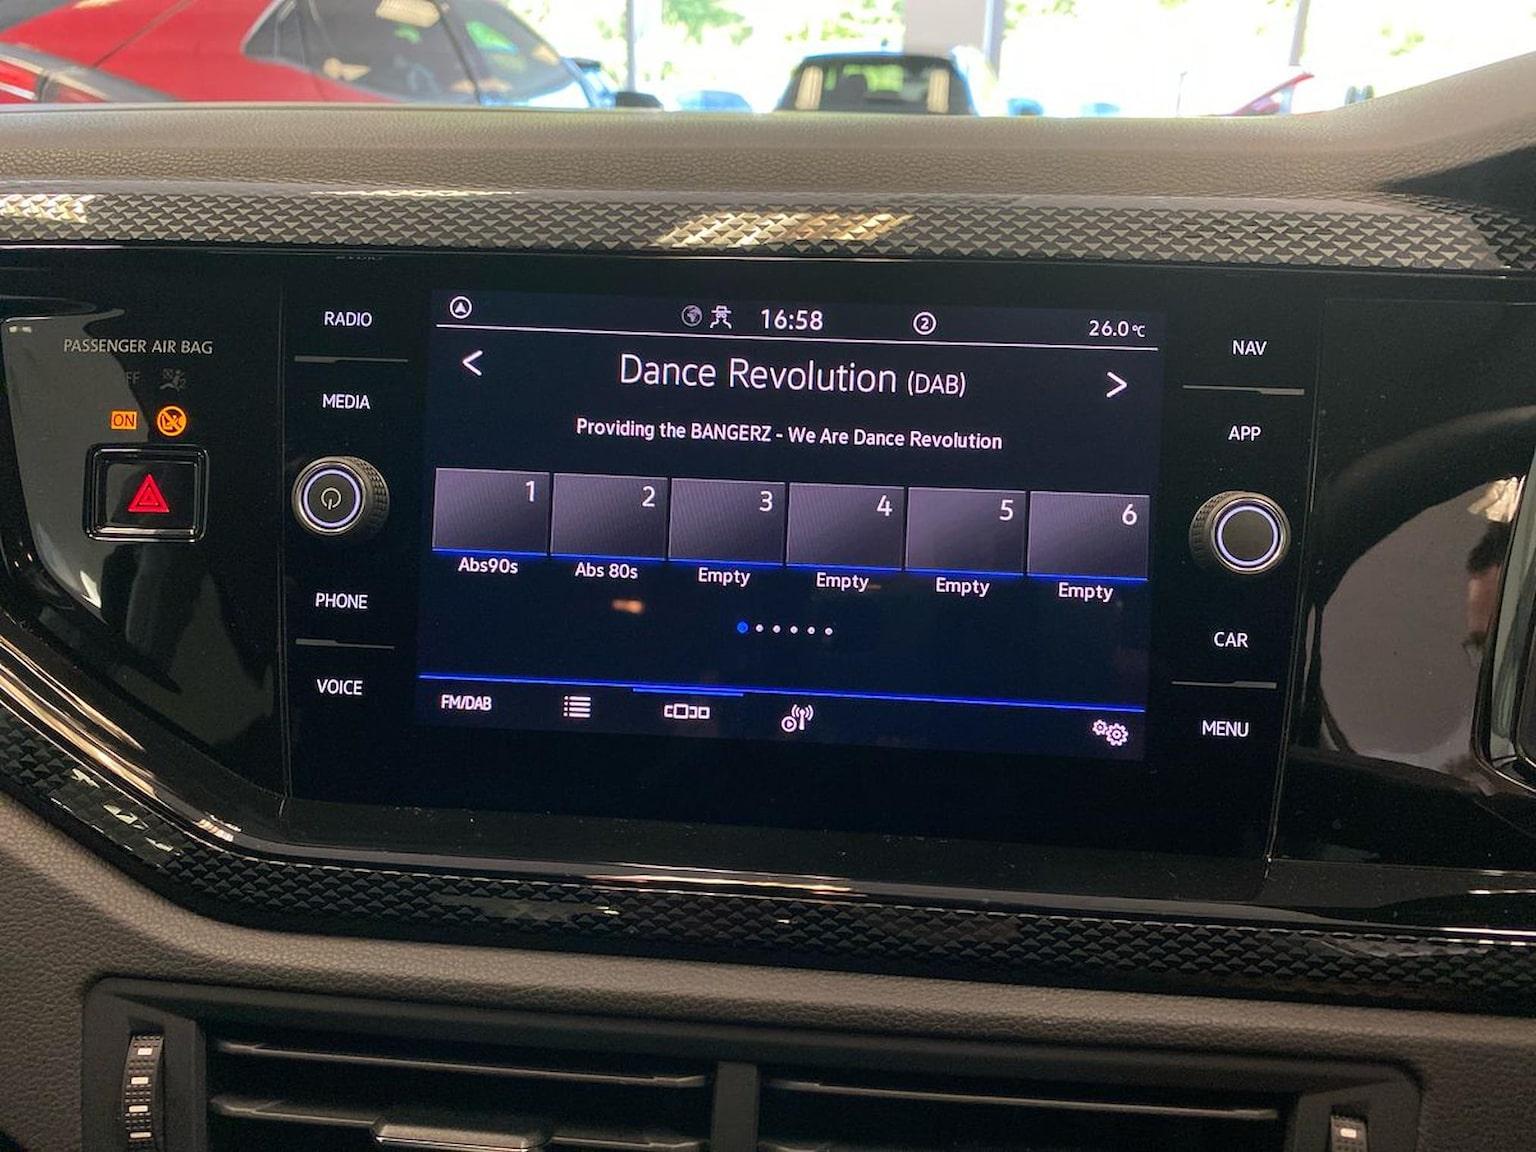 PASSENGER AIR BAG
ON
RADIO
MEDIA
PHONE
VOICE
16:58
2
26.0°C
Dance Revolution (DAB)
Providing the BANGERZ - We Are Dance Revolution
1 2 3 4 5 6
Abs90s Abs 80s Empty Empty Empty Empty
FM/DAB
NAV
APP
CAR
MENU